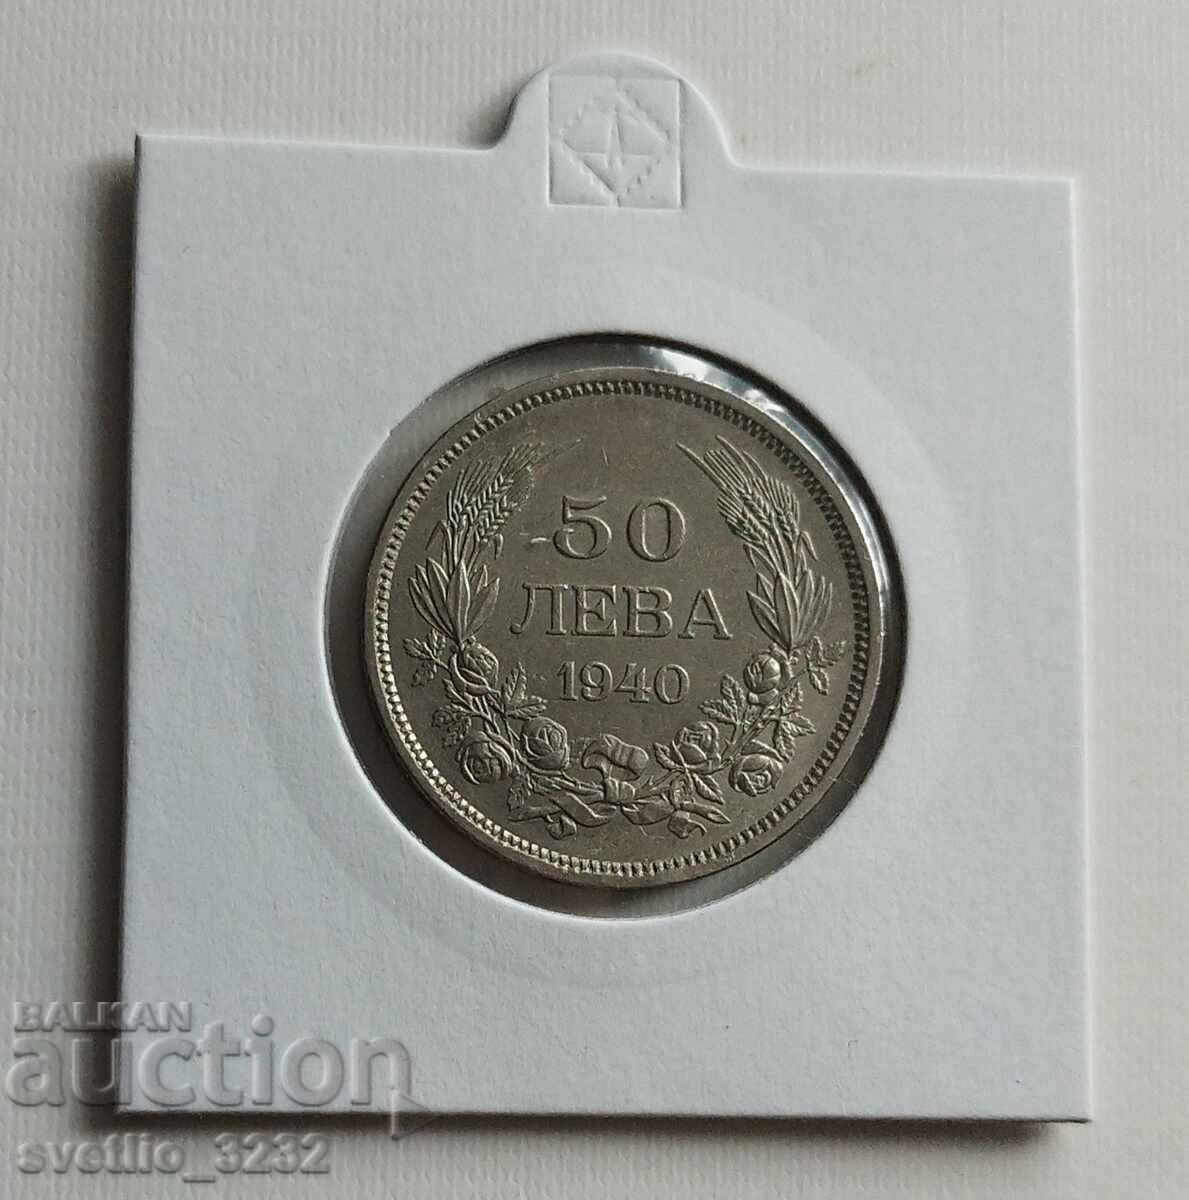 50
ЛЕВА
1940
BALKAN
auction
svetlio_3232